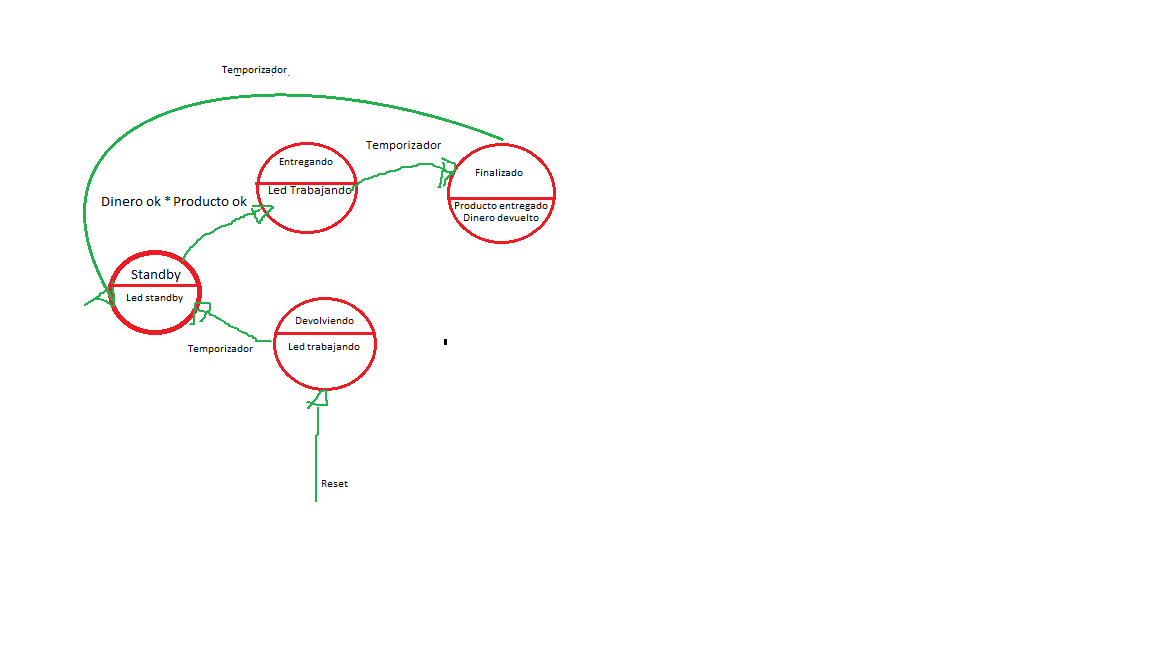 Temporizador
Temporizador
Entregando
Led Trabajando
Finalizado
Producto entregado
Dinero devuelto
Dinero ok * Producto ok
Standby
Led standby
Devolviendo
Led trabajando
Temporizador
Reset